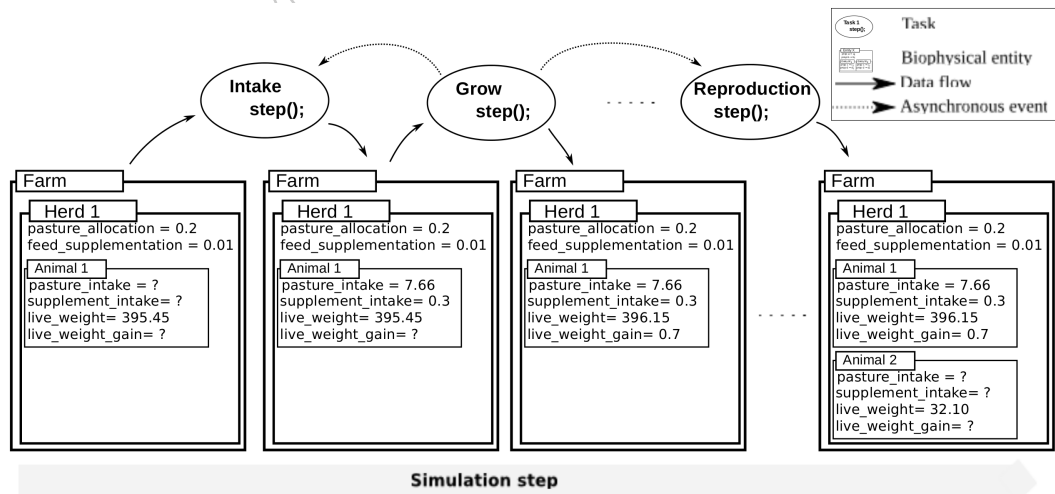 Task 1
step();
Task
Biophysical entity
Data flow
Asynchronous event
Intake
step();
Grow
step();
Reproduction
step();
Farm
Herd 1
pasture_allocation = 0.2
feed_supplementation = 0.01
Animal 1
pasture_intake = ?
supplement_intake= ?
live_weight= 395.45
live_weight_gain= ?
Farm
Herd 1
pasture_allocation = 0.2
feed_supplementation = 0.01
Animal 1
pasture_intake = 7.66
supplement_intake= 0.3
live_weight= 395.45
live_weight_gain= ?
Farm
Herd 1
pasture_allocation = 0.2
feed_supplementation = 0.01
Animal 1
pasture_intake = 7.66
supplement_intake= 0.3
live_weight= 396.15
live_weight_gain= 0.7
Farm
Herd 1
pasture_allocation = 0.2
feed_supplementation = 0.01
Animal 1
pasture_intake = 7.66
supplement_intake= 0.3
live_weight= 396.15
live_weight_gain= 0.7
Animal 2
pasture_intake = ?
supplement_intake= ?
live_weight= 32.10
live_weight_gain= ?
Simulation step